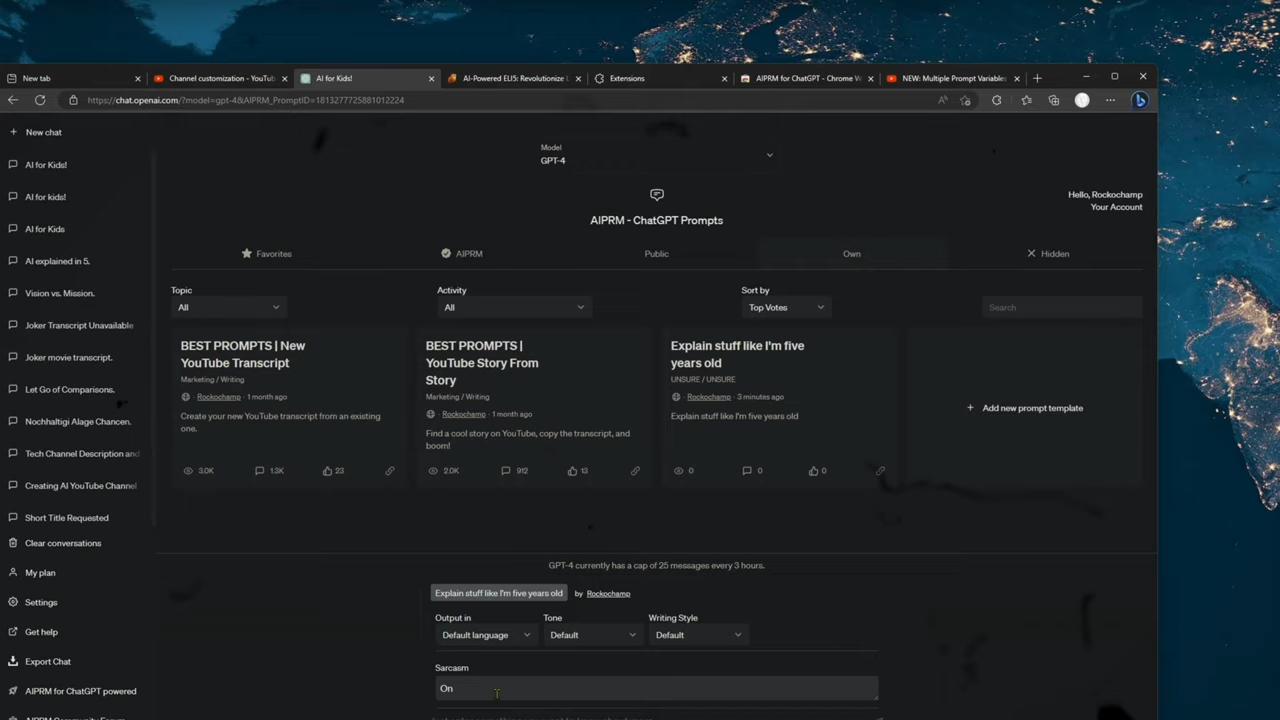 New tab
Channel customization - YouTub
AI for Kids!
AI-Powered ELI5: Revolutionize L
Extensions
AIPRM for ChatGPT - Chrome V
NEW: Multiple Prompt Variables
https://chat.openai.com/?model=gpt-4&AIPRM_PromptID=1813277725881012224
New chat
AI for Kids!
AI for kids!
AI for Kids
AI explained in 5.
Vision vs. Mission.
Joker Transcript Unavailable
Joker movie transcript.
Let Go of Comparisons.
Nochhaltigi Alage Chancen.
Tech Channel Description and
Creating AI YouTube Channel
Short Title Requested
Clear conversations
My plan
Settings
Get help
Export Chat
AIPRM for ChatGPT powered
AIPRM Community Forum
Model
GPT-4
Hello, Rockochamp
Your Account
AIPRM - ChatGPT Prompts
Favorites
AIPRM
Public
Own
Hidden
Topic
All
Activity
All
Sort by
Top Votes
Search
BEST PROMPTS | New
YouTube Transcript
Marketing / Writing
· Rockochamp · 1 month ago
Create your new YouTube transcript from an existing
one.
3.0K 1.3K 23
BEST PROMPTS |
YouTube Story From
Story
Marketing / Writing
· Rockochamp · 1 month ago
Find a cool story on YouTube, copy the transcript, and
boom!
2.0K 912 13
Explain stuff like I'm five
years old
UNSURE / UNSURE
· Rockochamp · 3 minutes ago
Explain stuff like I'm five years old
0 0 0
+ Add new prompt template
GPT-4 currently has a cap of 25 messages every 3 hours.
Explain stuff like I'm five years old by Rockochamp
Output in
Default language
Tone
Default
Writing Style
Default
Sarcasm
On